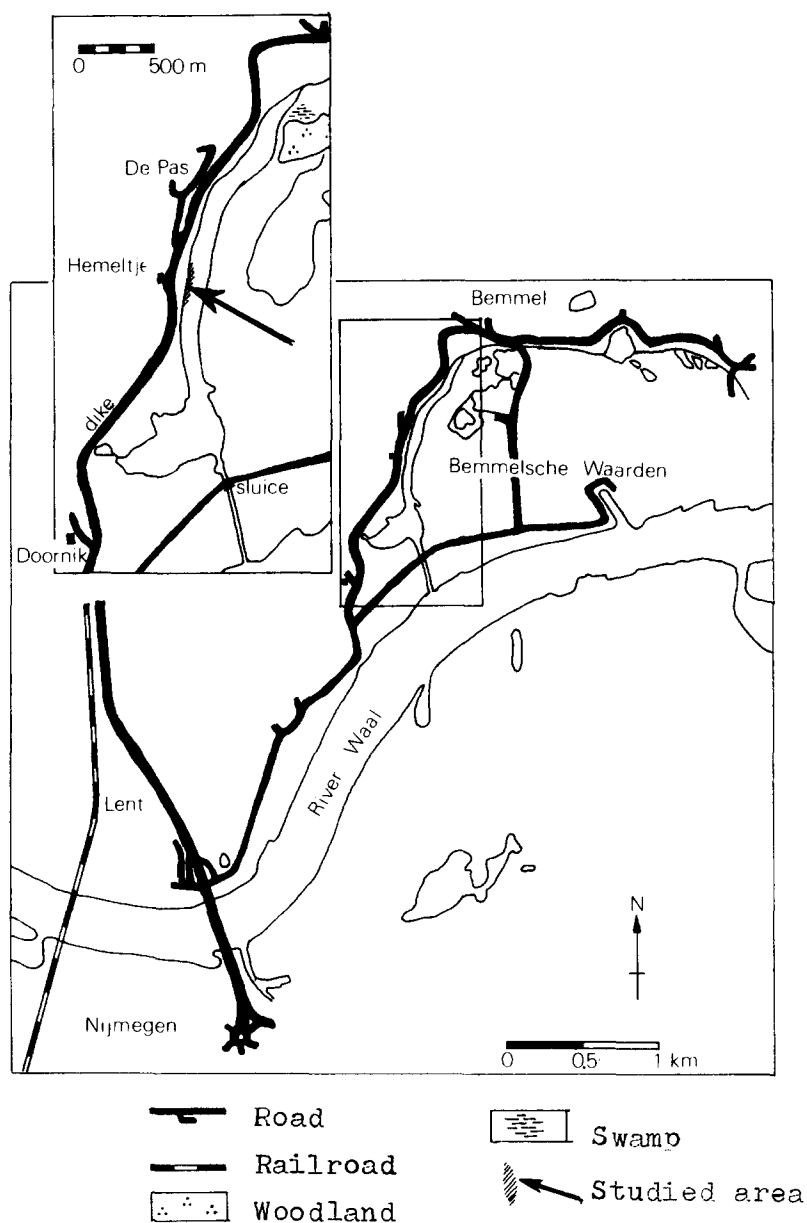 0 500 m
De Pas
Hemeltje
dike
sluice
Doornik
Bemmel
Bemmelsche Waarden
River Waal
Lent
N
Nijmegen
0 0,5 1 km
Road
Railroad
Woodland
Swamp
Studied area